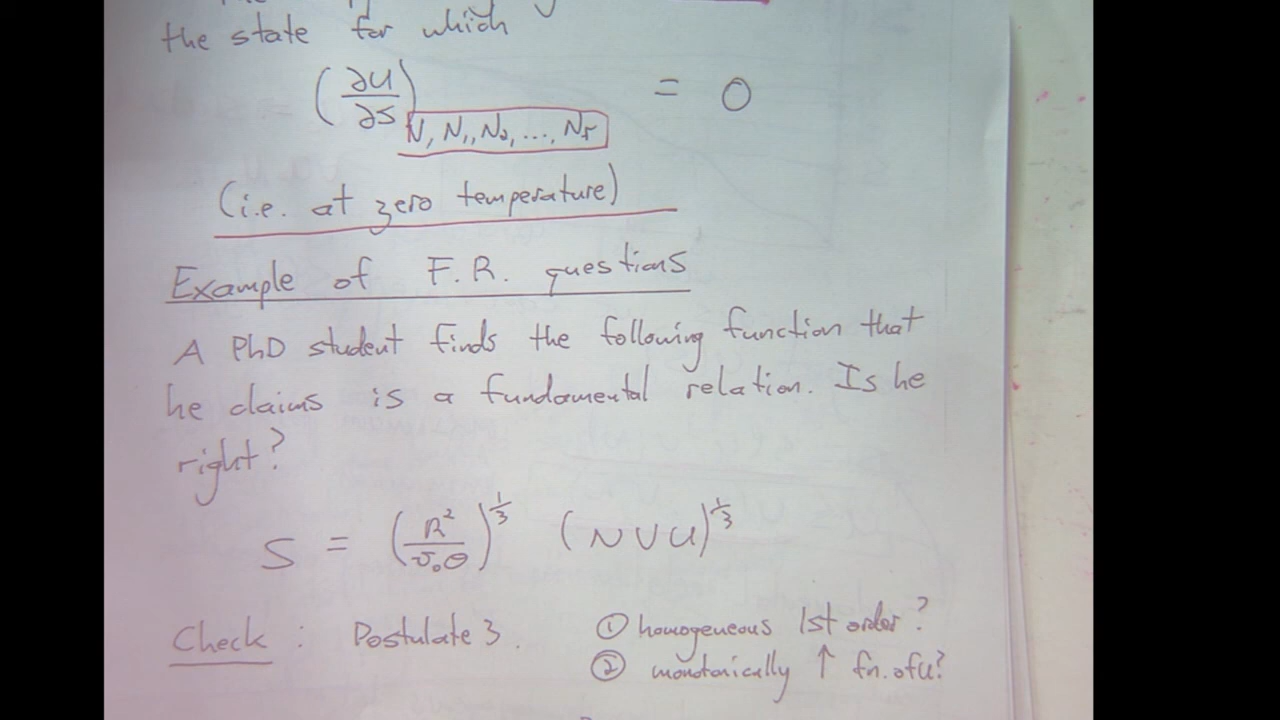 the state for which
(∂U/∂S)V, N₁, N₂, ..., Nr = 0
(i.e. at zero temperature)
Example of F.R. questions
A PhD student finds the following function that
he claims is a fundamental relation. Is he
right?
S = (R²/v₀θ)^⅓ (NVU)^⅓
Check : Postulate 3. ① homogeneous 1st order?
② monotonically ↑ fn. of U?